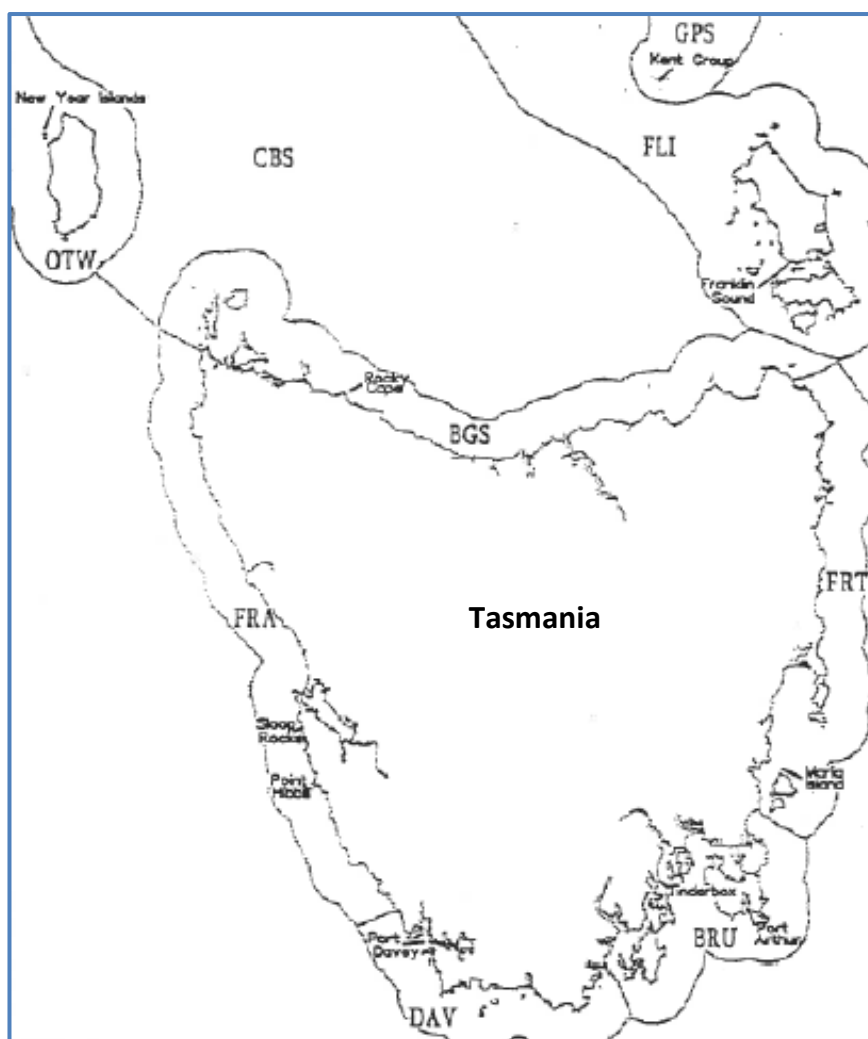 GPS
Kent Group
New Year Islands
CBS
FLI
OTW
Franklin
Sound
Rocky
Cape
BGS
FRT
Tasmania
FRA
Sloop
Rocks
Maria
Island
Point
Hibbs
Tinderbox
Port
Arthur
BRU
Port
Davey
DAV